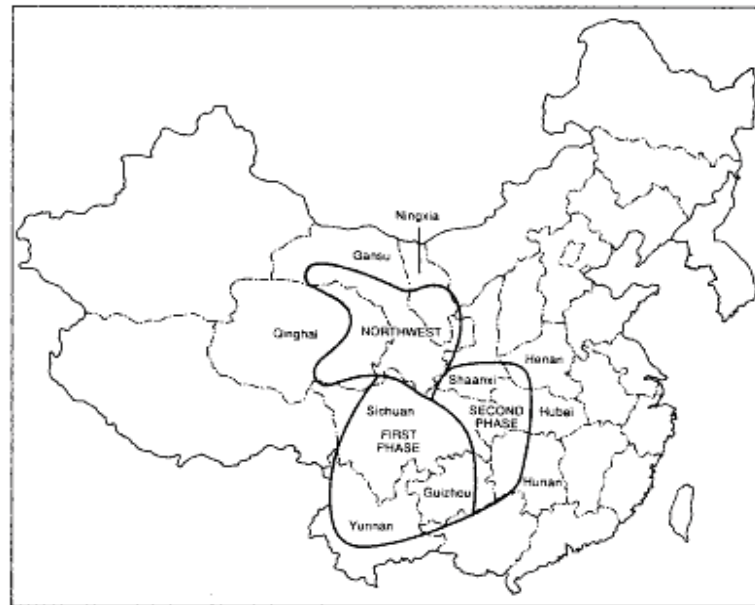 Ningxia
Gansu
Qinghai
NORTHWEST
Henan
Shaanxi
Sichuan
SECOND
PHASE
Hubei
FIRST
PHASE
Guizhou
Hunan
Yunnan